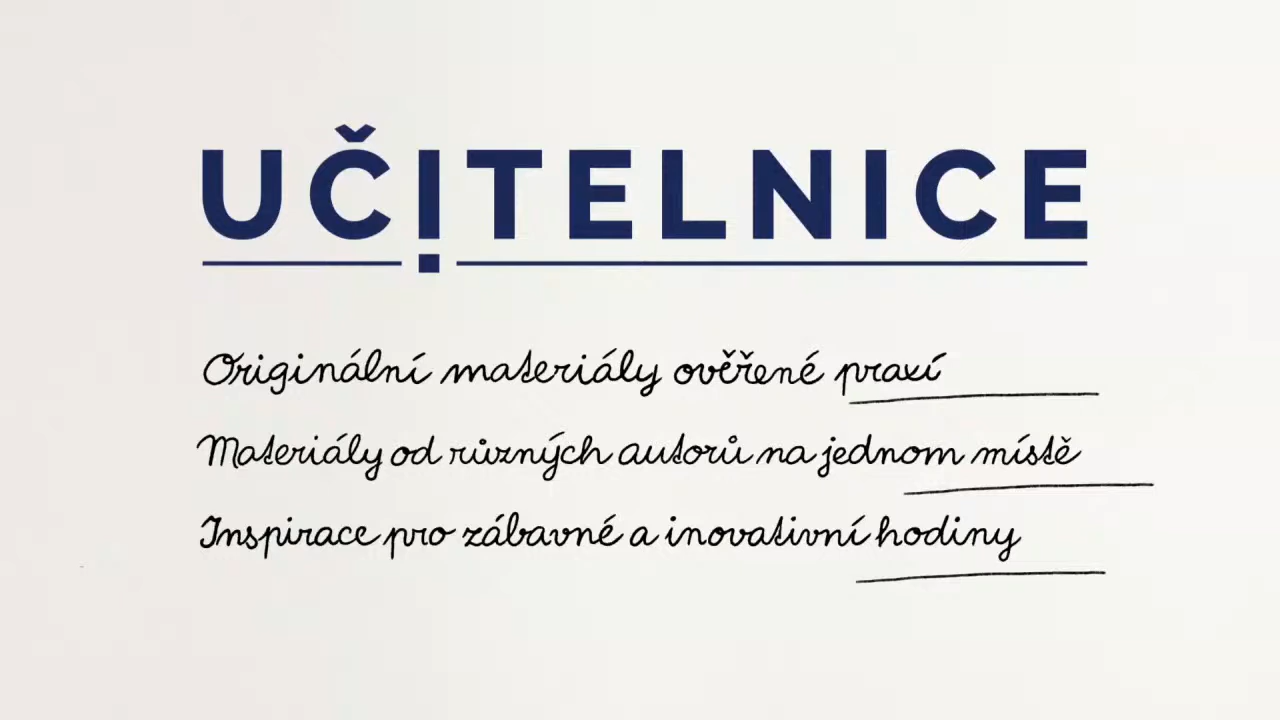 UČITELNICE
Originální materiály ověřené praxí
Materiály od různých autorů na jednom místě
Inspirace pro zábavné a inovativní hodiny